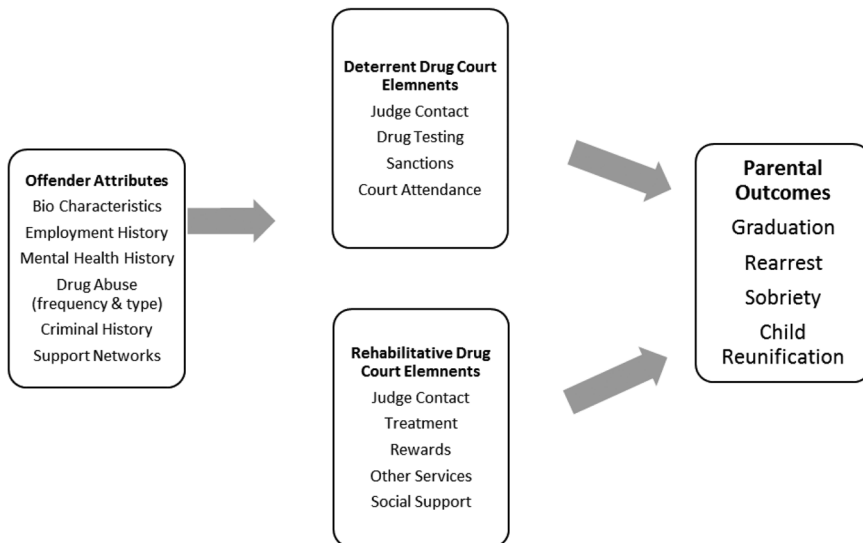 Offender Attributes
Bio Characteristics
Employment History
Mental Health History
Drug Abuse
(frequency & type)
Criminal History
Support Networks
Deterrent Drug Court
Elemnents
Judge Contact
Drug Testing
Sanctions
Court Attendance
Rehabilitative Drug
Court Elemnents
Judge Contact
Treatment
Rewards
Other Services
Social Support
Parental
Outcomes
Graduation
Rearrest
Sobriety
Child
Reunification